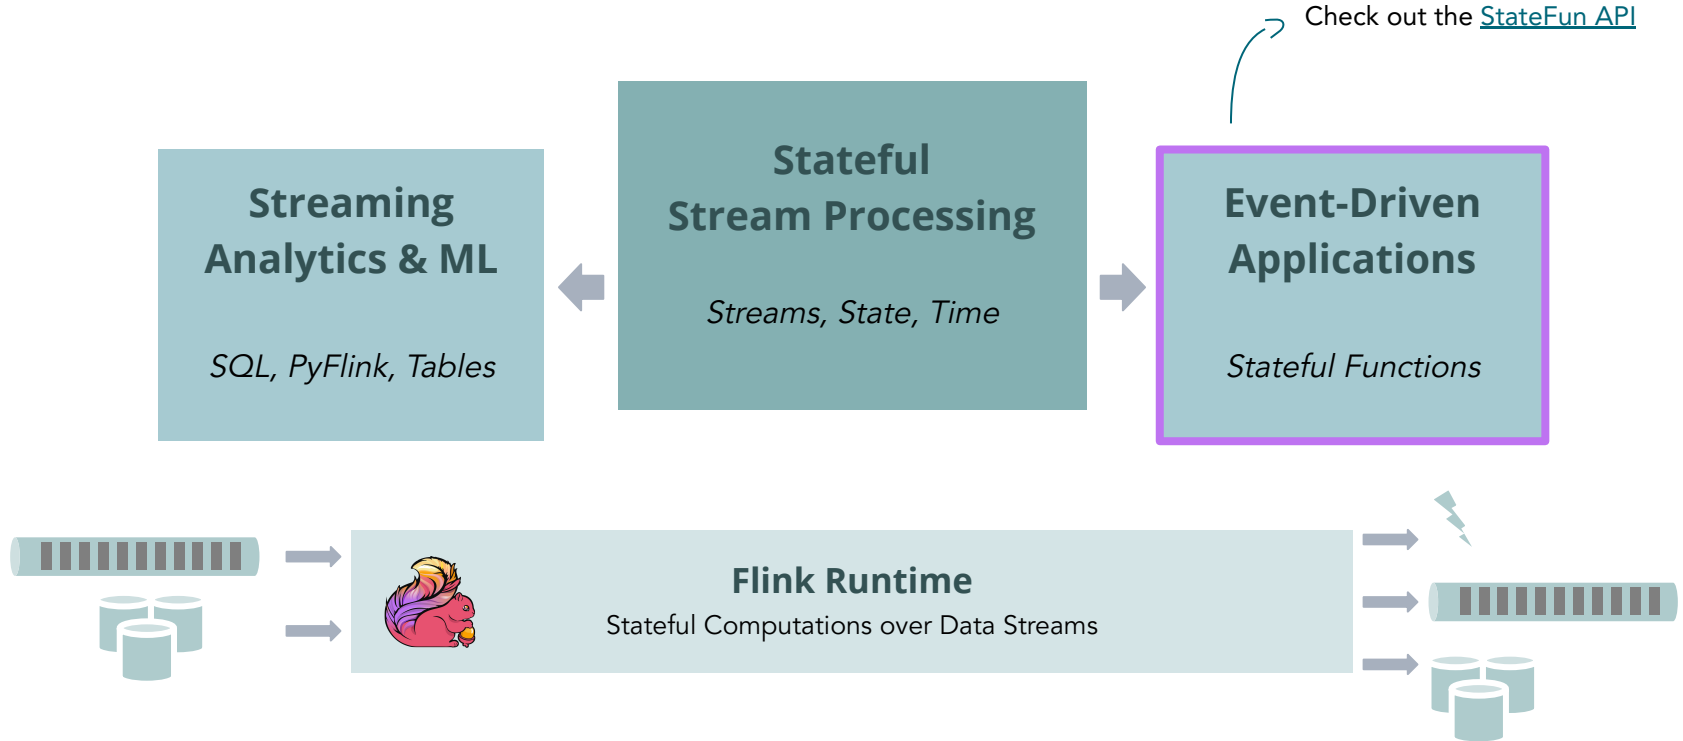 Check out the StateFun API
Streaming
Analytics & ML
SQL, PyFlink, Tables
Stateful
Stream Processing
Streams, State, Time
Event-Driven
Applications
Stateful Functions
Flink Runtime
Stateful Computations over Data Streams